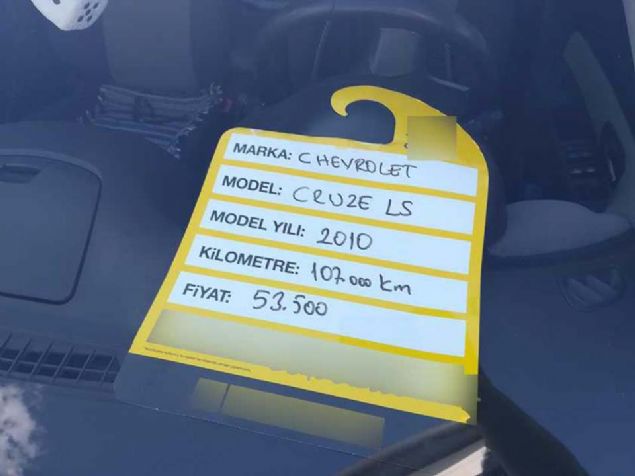 MARKA: CHEVROLET
MODEL: CRUZE LS
MODEL YILI: 2010
KiLOMETRE: 107.000 km
FiYAT: 53.500